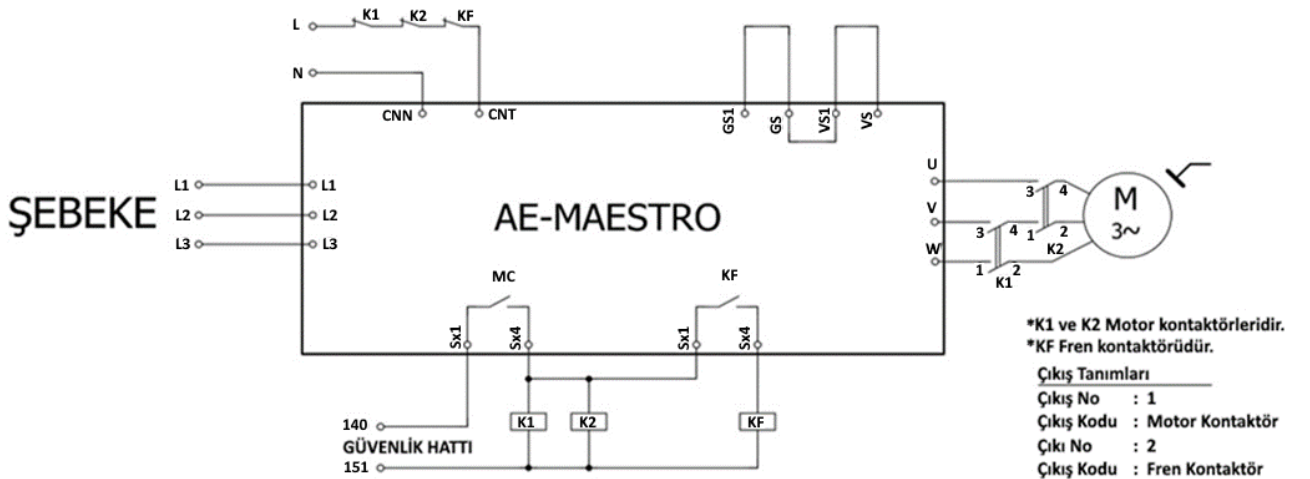 L K1 K2 KF
N
CNN CNT GS1 GS VS1 VS
ŞEBEKE
L1 L1
L2 L2
L3 L3
AE-MAESTRO
U
V
W
3 4
1 2
K2
3 4
1 2
K1
M
3~
MC KF
Sx1 Sx4 Sx1 Sx4
K1 K2 KF
140
GÜVENLİK HATTI
151
*K1 ve K2 Motor kontaktörleridir.
*KF Fren kontaktörüdür.
Çıkış Tanımları
Çıkış No : 1
Çıkış Kodu : Motor Kontaktör
Çıkı No : 2
Çıkış Kodu : Fren Kontaktör